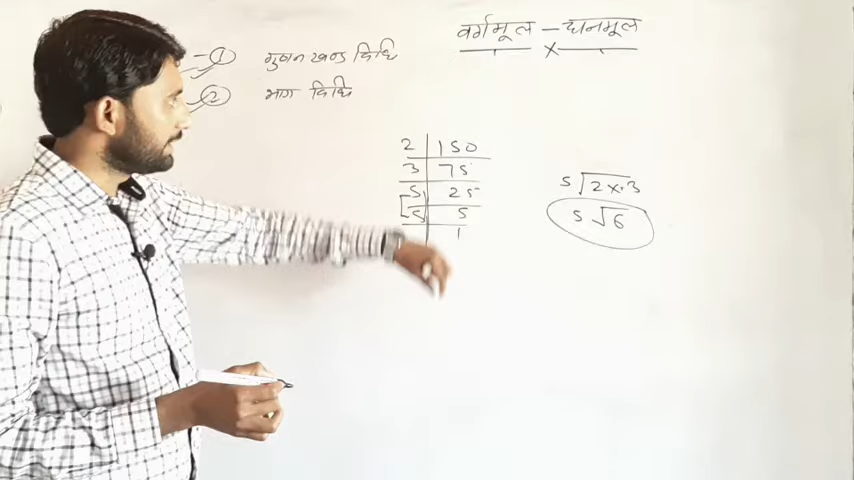 वर्गमूल – घनमूल
① गुणनखण्ड विधि
② भाग विधि
2 | 150
3 | 75
5 | 25
5 | 5
1
5√2×3
5√6